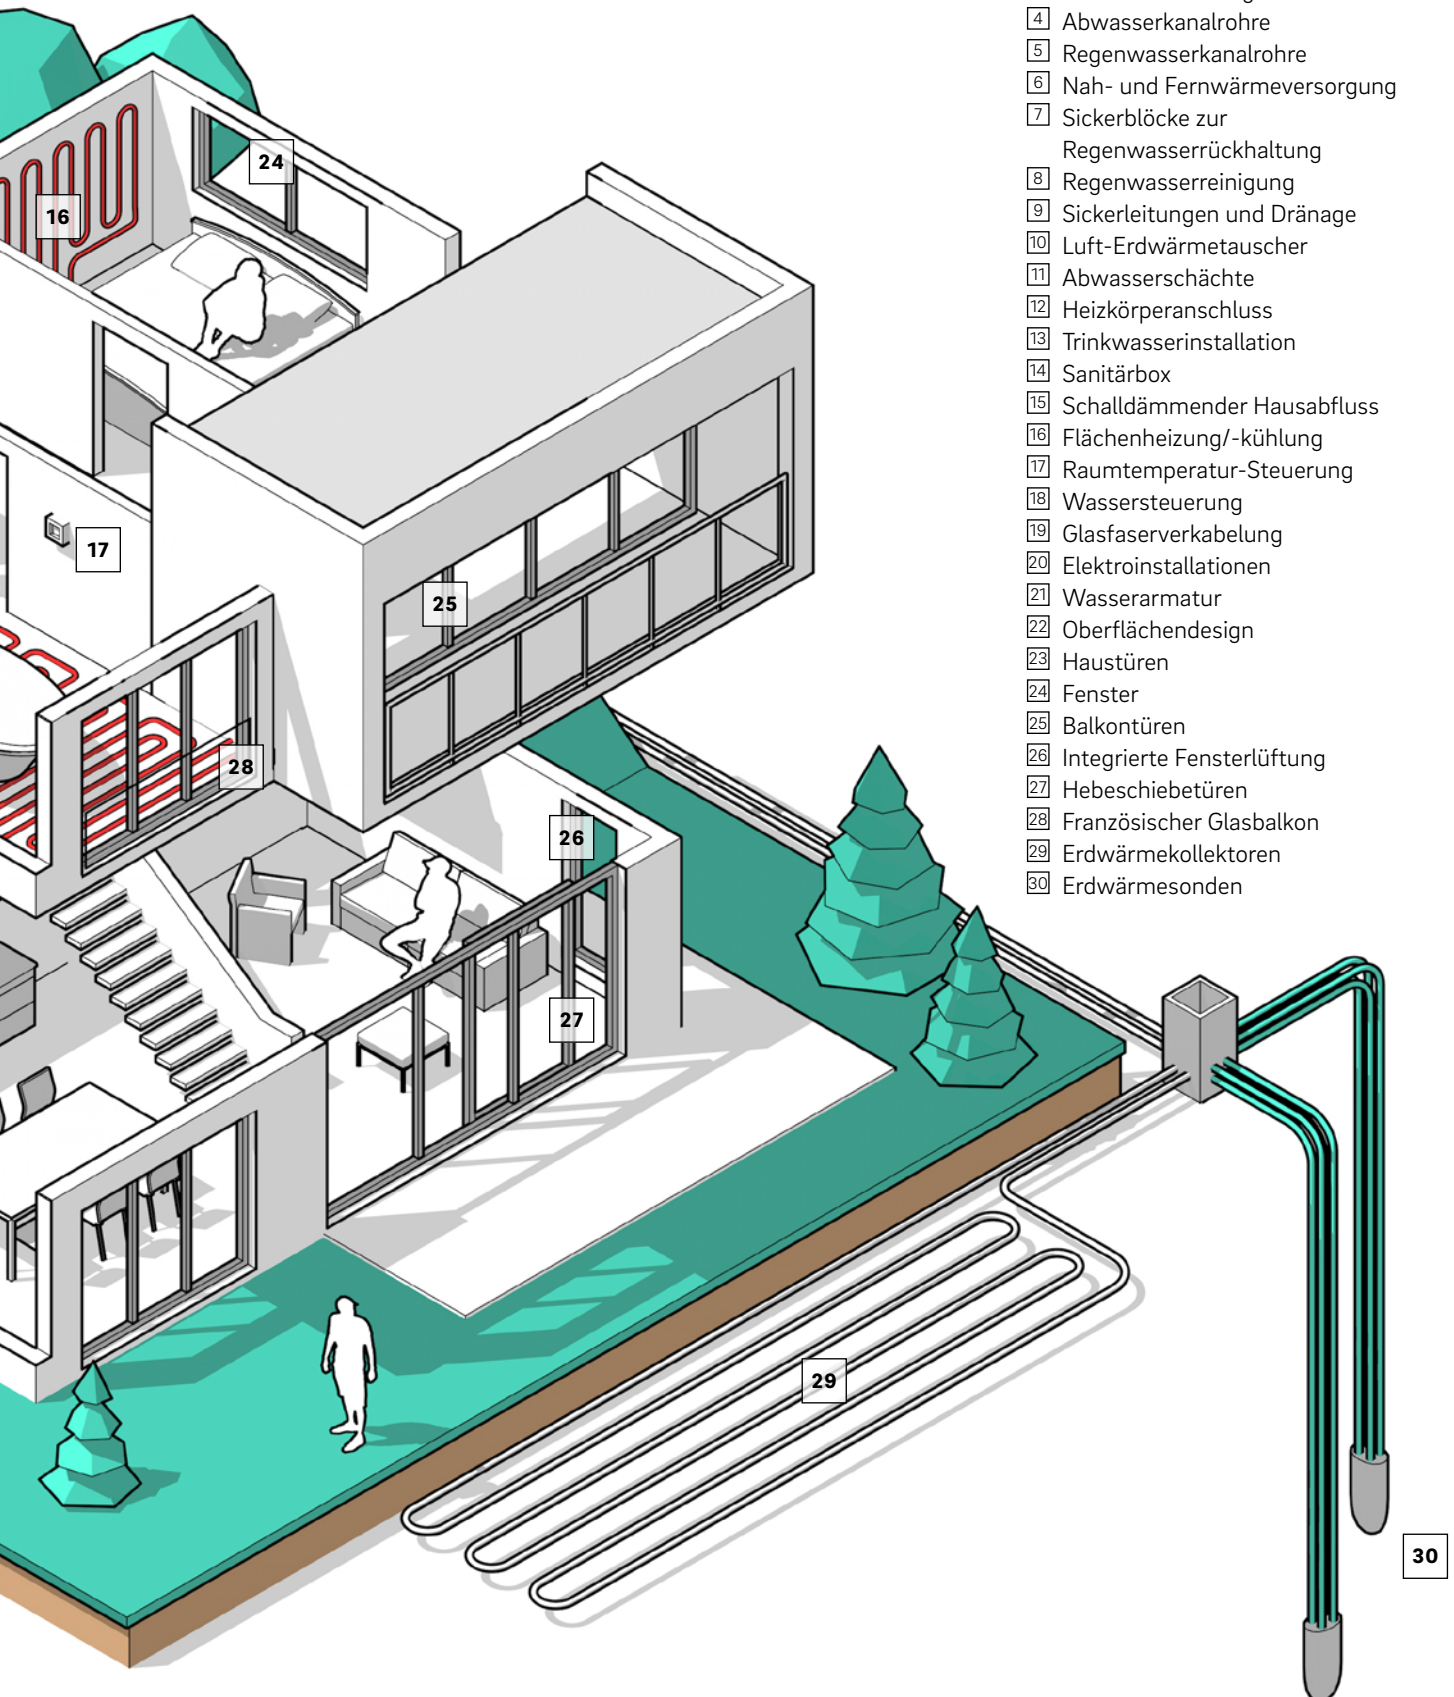 4 Abwasserkanalrohre
5 Regenwasserkanalrohre
6 Nah- und Fernwärmeversorgung
7 Sickerblöcke zur
Regenwasserrückhaltung
8 Regenwasserreinigung
9 Sickerleitungen und Dränage
10 Luft-Erdwärmetauscher
11 Abwasserschächte
12 Heizkörperanschluss
13 Trinkwasserinstallation
14 Sanitärbox
15 Schalldämmender Hausabfluss
16 Flächenheizung/-kühlung
17 Raumtemperatur-Steuerung
18 Wassersteuerung
19 Glasfaserverkabelung
20 Elektroinstallationen
21 Wasserarmatur
22 Oberflächendesign
23 Haustüren
24 Fenster
25 Balkontüren
26 Integrierte Fensterlüftung
27 Hebeschiebetüren
28 Französischer Glasbalkon
29 Erdwärmekollektoren
30 Erdwärmesonden
24
16
17
25
28
26
27
29
30